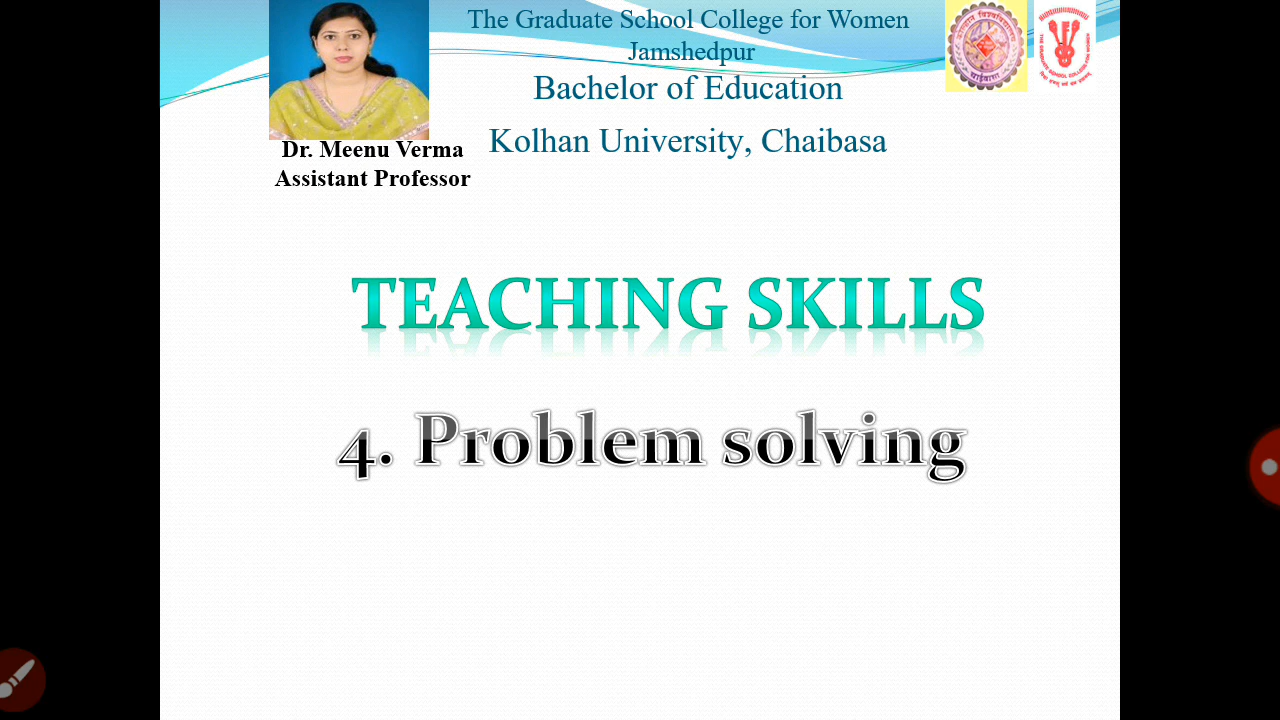 The Graduate School College for Women
Jamshedpur
Bachelor of Education
Kolhan University, Chaibasa
Dr. Meenu Verma
Assistant Professor
TEACHING SKILLS
4. Problem solving